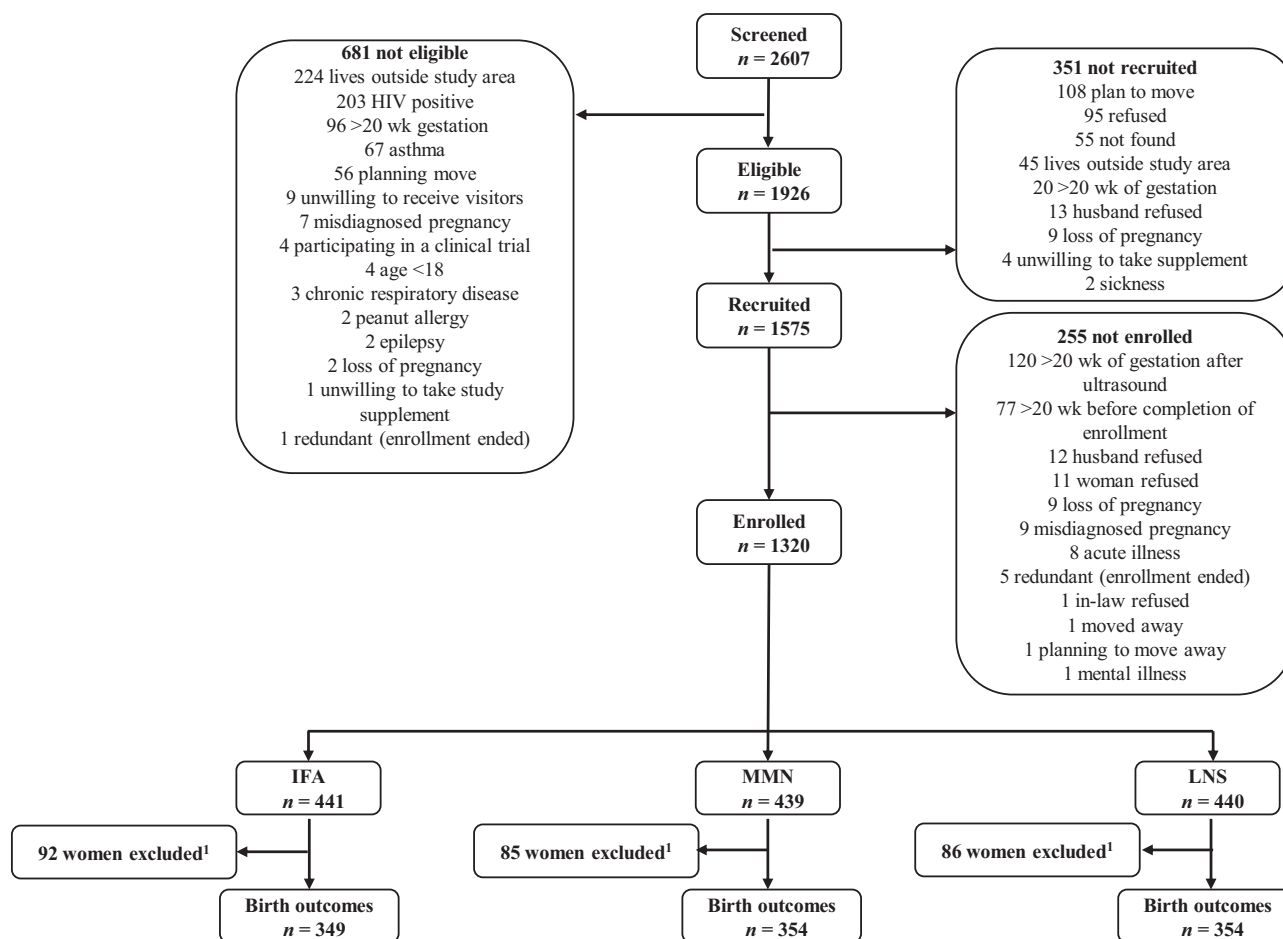 Screened
n = 2607
681 not eligible
224 lives outside study area
203 HIV positive
96 >20 wk gestation
67 asthma
56 planning move
9 unwilling to receive visitors
7 misdiagnosed pregnancy
4 participating in a clinical trial
4 age <18
3 chronic respiratory disease
2 peanut allergy
2 epilepsy
2 loss of pregnancy
1 unwilling to take study
supplement
1 redundant (enrollment ended)
Eligible
n = 1926
351 not recruited
108 plan to move
95 refused
55 not found
45 lives outside study area
20 >20 wk of gestation
13 husband refused
9 loss of pregnancy
4 unwilling to take supplement
2 sickness
Recruited
n = 1575
255 not enrolled
120 >20 wk of gestation after
ultrasound
77 >20 wk before completion of
enrollment
12 husband refused
11 woman refused
9 loss of pregnancy
9 misdiagnosed pregnancy
8 acute illness
5 redundant (enrollment ended)
1 in-law refused
1 moved away
1 planning to move away
1 mental illness
Enrolled
n = 1320
IFA
n = 441
MMN
n = 439
LNS
n = 440
92 women excluded¹
85 women excluded¹
86 women excluded¹
Birth outcomes
n = 349
Birth outcomes
n = 354
Birth outcomes
n = 354